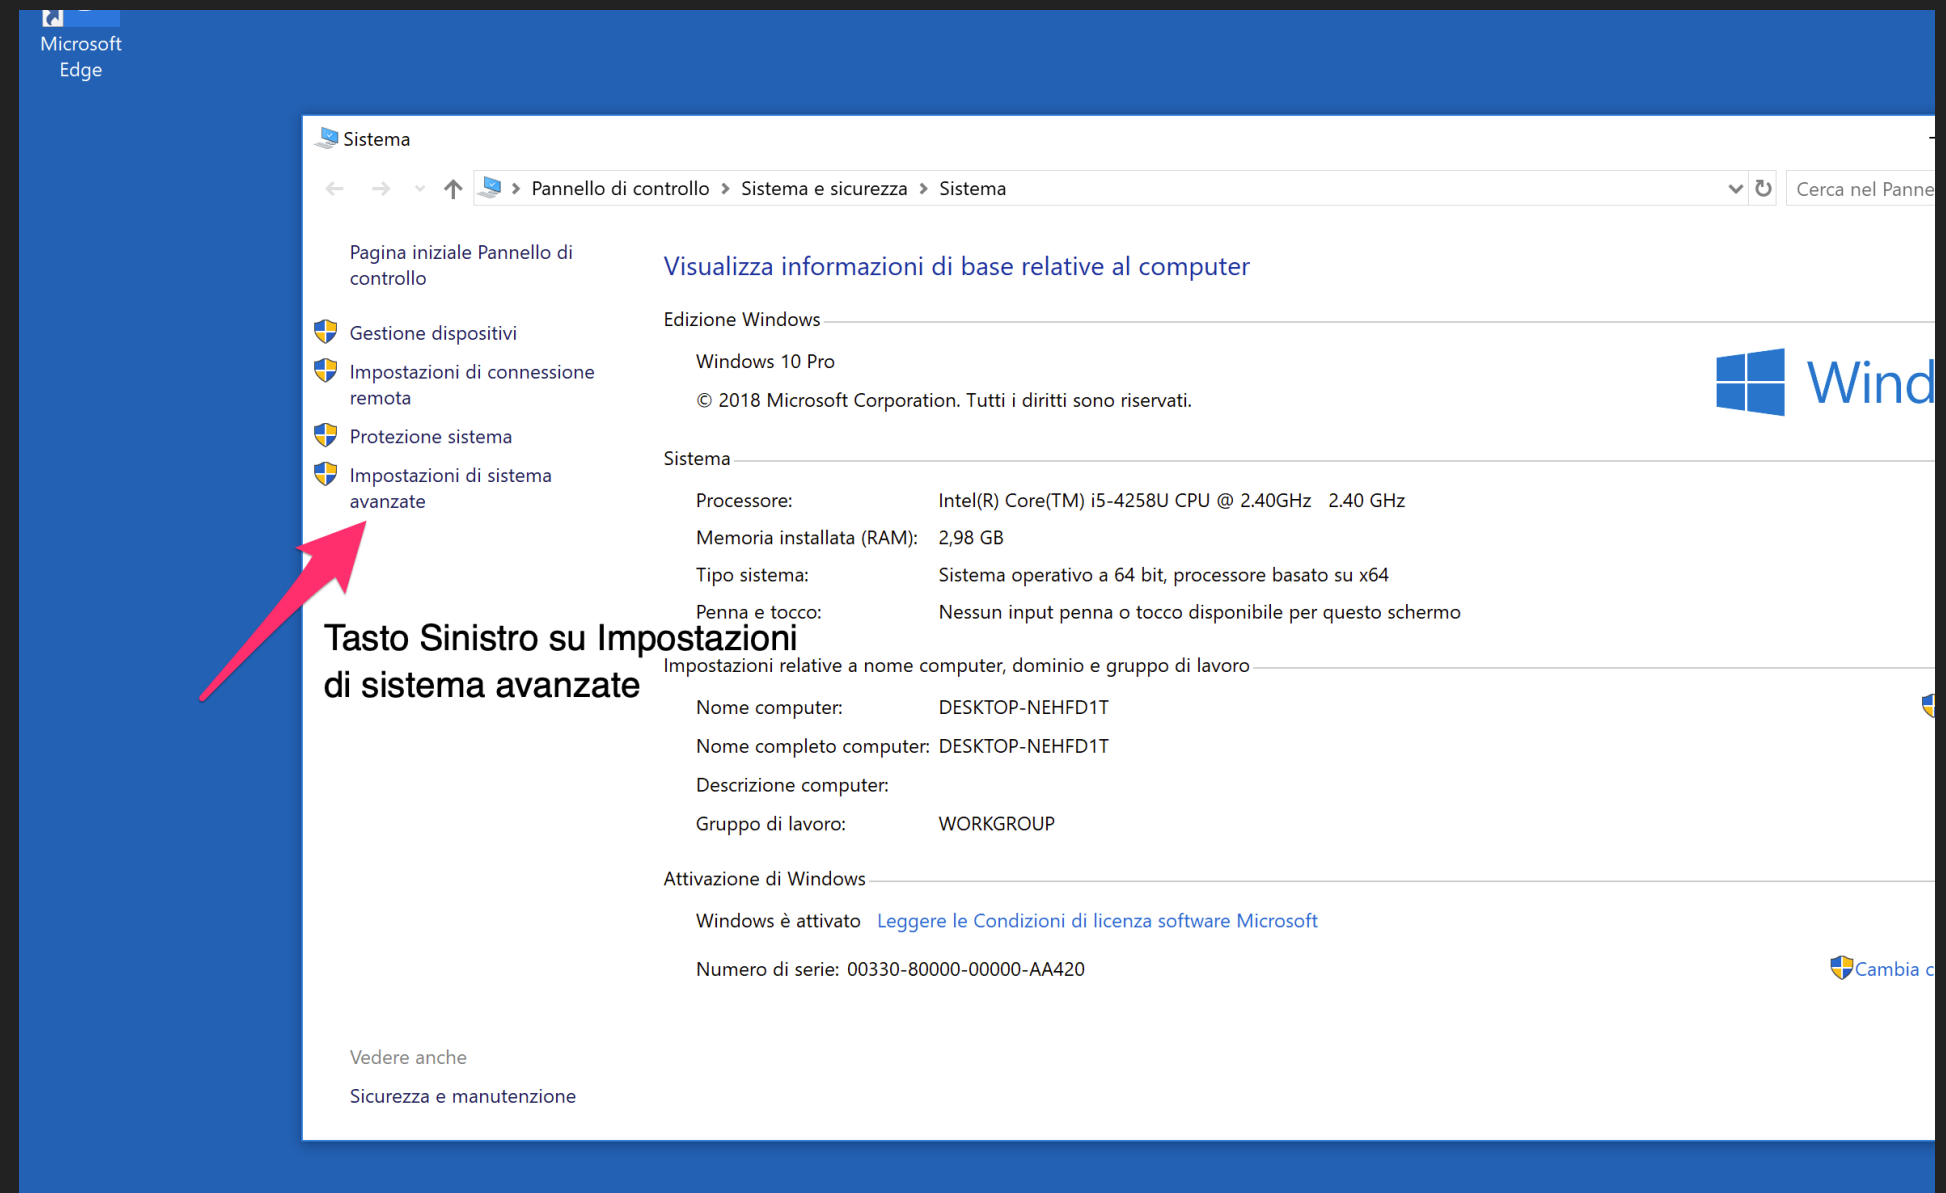 Microsoft
Edge
Sistema
Pannello di controllo > Sistema e sicurezza > Sistema
Cerca nel Panne
Pagina iniziale Pannello di
controllo
Gestione dispositivi
Impostazioni di connessione
remota
Protezione sistema
Impostazioni di sistema
avanzate
Tasto Sinistro su Impostazioni
di sistema avanzate
Visualizza informazioni di base relative al computer
Edizione Windows
Windows 10 Pro
© 2018 Microsoft Corporation. Tutti i diritti sono riservati.
Wind
Sistema
Processore: Intel(R) Core(TM) i5-4258U CPU @ 2.40GHz 2.40 GHz
Memoria installata (RAM): 2,98 GB
Tipo sistema: Sistema operativo a 64 bit, processore basato su x64
Penna e tocco: Nessun input penna o tocco disponibile per questo schermo
Impostazioni relative a nome computer, dominio e gruppo di lavoro
Nome computer: DESKTOP-NEHFD1T
Nome completo computer: DESKTOP-NEHFD1T
Descrizione computer:
Gruppo di lavoro: WORKGROUP
Attivazione di Windows
Windows è attivato Leggere le Condizioni di licenza software Microsoft
Numero di serie: 00330-80000-00000-AA420
Cambia c
Vedere anche
Sicurezza e manutenzione